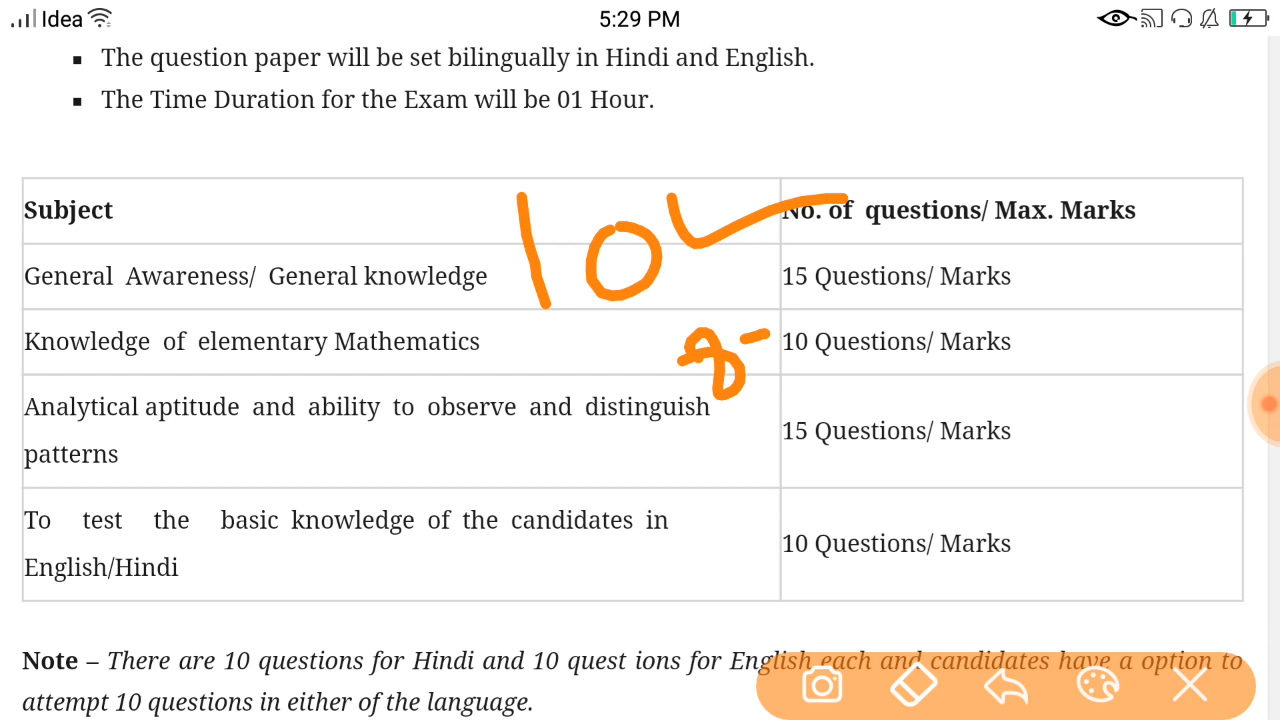 Idea 5:29 PM
▪ The question paper will be set bilingually in Hindi and English.
▪ The Time Duration for the Exam will be 01 Hour.
Subject No. of questions/ Max. Marks
10
General Awareness/ General knowledge 15 Questions/ Marks
Knowledge of elementary Mathematics 10 Questions/ Marks
Analytical aptitude and ability to observe and distinguish
patterns
15 Questions/ Marks
To test the basic knowledge of the candidates in
English/Hindi
10 Questions/ Marks
Note – There are 10 questions for Hindi and 10 quest ions for English each and candidates have a option to
attempt 10 questions in either of the language.